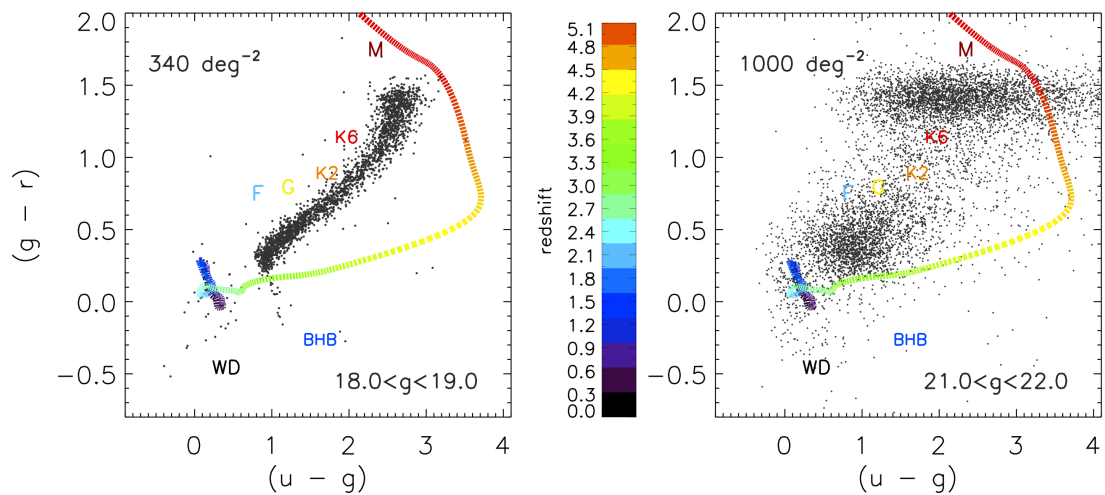 2.0
1.5
1.0
0.5
0.0
−0.5
(g − r)
340 deg⁻²
M
K6
K2
G
F
BHB
WD
18.0<g<19.0
0 1 2 3 4
(u − g)
redshift
5.1
4.8
4.5
4.2
3.9
3.6
3.3
3.0
2.7
2.4
2.1
1.8
1.5
1.2
0.9
0.6
0.3
0.0
2.0
1.5
1.0
0.5
0.0
−0.5
1000 deg⁻²
M
K6
K2
G
F
BHB
WD
21.0<g<22.0
0 1 2 3 4
(u − g)